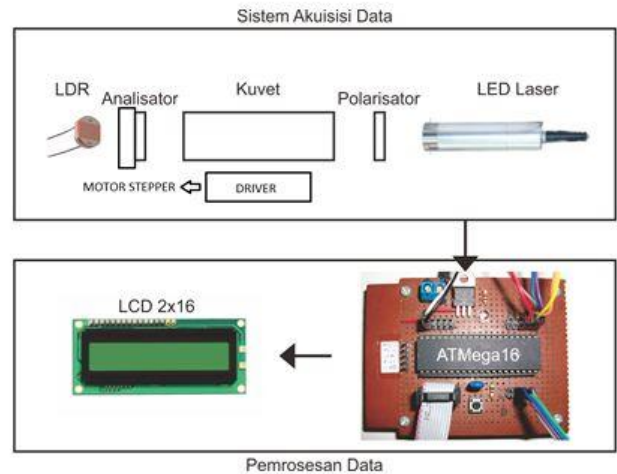 Sistem Akuisisi Data
LDR
Analisator
Kuvet
Polarisator
LED Laser
MOTOR STEPPER
DRIVER
LCD 2x16
ATMega16
Pemrosesan Data